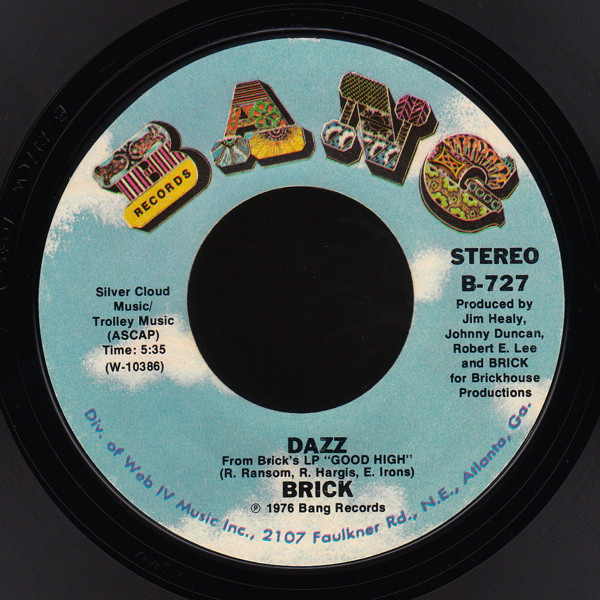 BANG
RECORDS
STEREO
B-727
Silver Cloud
Music/
Trolley Music
(ASCAP)
Time: 5:35
(W-10386)
Produced by
Jim Healy,
Johnny Duncan,
Robert E. Lee
and BRICK
for Brickhouse
Productions
DAZZ
From Brick's LP "GOOD HIGH"
(R. Ransom, R. Hargis, E. Irons)
BRICK
℗ 1976 Bang Records
Div. of Web IV Music Inc., 2107 Faulkner Rd., N.E., Atlanta, Ga.